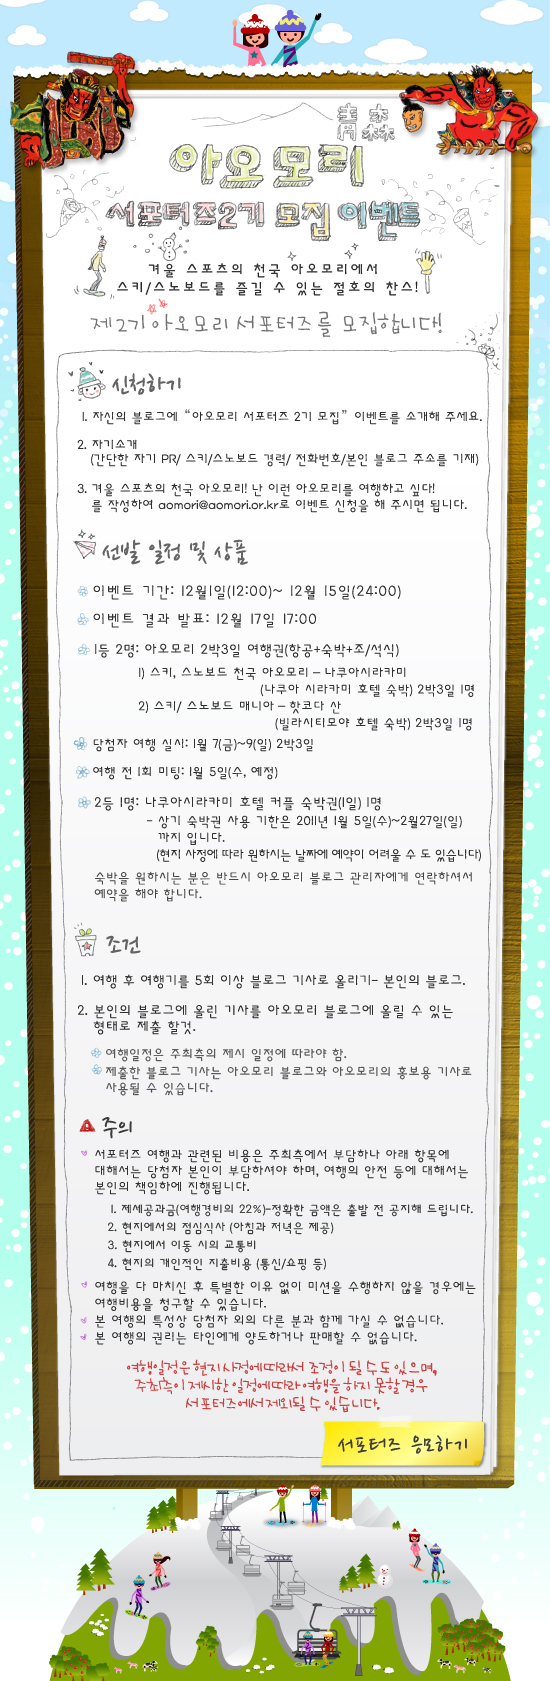 青森
아오모리
서포터즈2기 모집 이벤트
겨울 스포츠의 천국 아오모리에서
스키/스노보드를 즐길 수 있는 절호의 찬스!
제2기 아오모리 서포터즈를 모집합니다!
신청하기
1. 자신의 블로그에 “아오모리 서포터즈 2기 모집” 이벤트를 소개해 주세요.
2. 자기소개
(간단한 자기 PR/ 스키/스노보드 경력/ 전화번호/본인 블로그 주소를 기재)
3. 겨울 스포츠의 천국 아오모리! 난 이런 아오모리를 여행하고 싶다!
를 작성하여 aomori@aomori.or.kr로 이벤트 신청을 해 주시면 됩니다.
선발 일정 및 상품
이벤트 기간: 12월1일(12:00)~ 12월 15일(24:00)
이벤트 결과 발표: 12월 17일 17:00
1등 2명: 아오모리 2박3일 여행권(항공+숙박+조/석식)
1) 스키, 스노보드 천국 아오모리 – 나쿠아시라카미
(나쿠아 시라카미 호텔 숙박) 2박3일 1명
2) 스키/ 스노보드 매니아 – 핫코다 산
(빌라시티모야 호텔 숙박) 2박3일 1명
당첨자 여행 실시: 1월 7(금)~9(일) 2박3일
여행 전 1회 미팅: 1월 5일(수, 예정)
2등 1명: 나쿠아시라카미 호텔 커플 숙박권(1일) 1명
- 상기 숙박권 사용 기한은 2011년 1월 5일(수)~2월27일(일)
까지 입니다.
(현지 사정에 따라 원하시는 날짜에 예약이 어려울 수 도 있습니다)
숙박을 원하시는 분은 반드시 아오모리 블로그 관리자에게 연락하셔서
예약을 해야 합니다.
조건
1. 여행 후 여행기를 5회 이상 블로그 기사로 올리기- 본인의 블로그.
2. 본인의 블로그에 올린 기사를 아오모리 블로그에 올릴 수 있는
형태로 제출 할것.
여행일정은 주최측의 제시 일정에 따라야 함.
제출한 블로그 기사는 아오모리 블로그와 아오모리의 홍보용 기사로
사용될 수 있습니다.
주의
서포터즈 여행과 관련된 비용은 주최측에서 부담하나 아래 항목에
대해서는 당첨자 본인이 부담하셔야 하며, 여행의 안전 등에 대해서는
본인의 책임하에 진행됩니다.
1. 제세공과금(여행경비의 22%)-정확한 금액은 출발 전 공지해 드립니다.
2. 현지에서의 점심식사 (아침과 저녁은 제공)
3. 현지에서 이동 시의 교통비
4. 현지의 개인적인 지출비용 (통신/쇼핑 등)
여행을 다 마치신 후 특별한 이유 없이 미션을 수행하지 않을 경우에는
여행비용을 청구할 수 있습니다.
본 여행의 특성상 당첨자 외의 다른 분과 함께 가실 수 없습니다.
본 여행의 권리는 타인에게 양도하거나 판매할 수 없습니다.
여행일정은 현지사정에 따라서 조정이 될 수도 있으며,
주최측이 제시한 일정에 따라 여행을 하지 못할 경우
서포터즈에서 제외될 수 있습니다.
서포터즈 응모하기